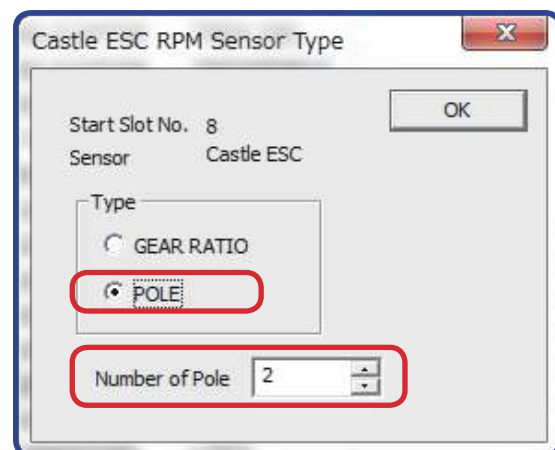 Castle ESC RPM Sensor Type
OK
Start Slot No. 8
Sensor Castle ESC
Type
GEAR RATIO
POLE
Number of Pole 2